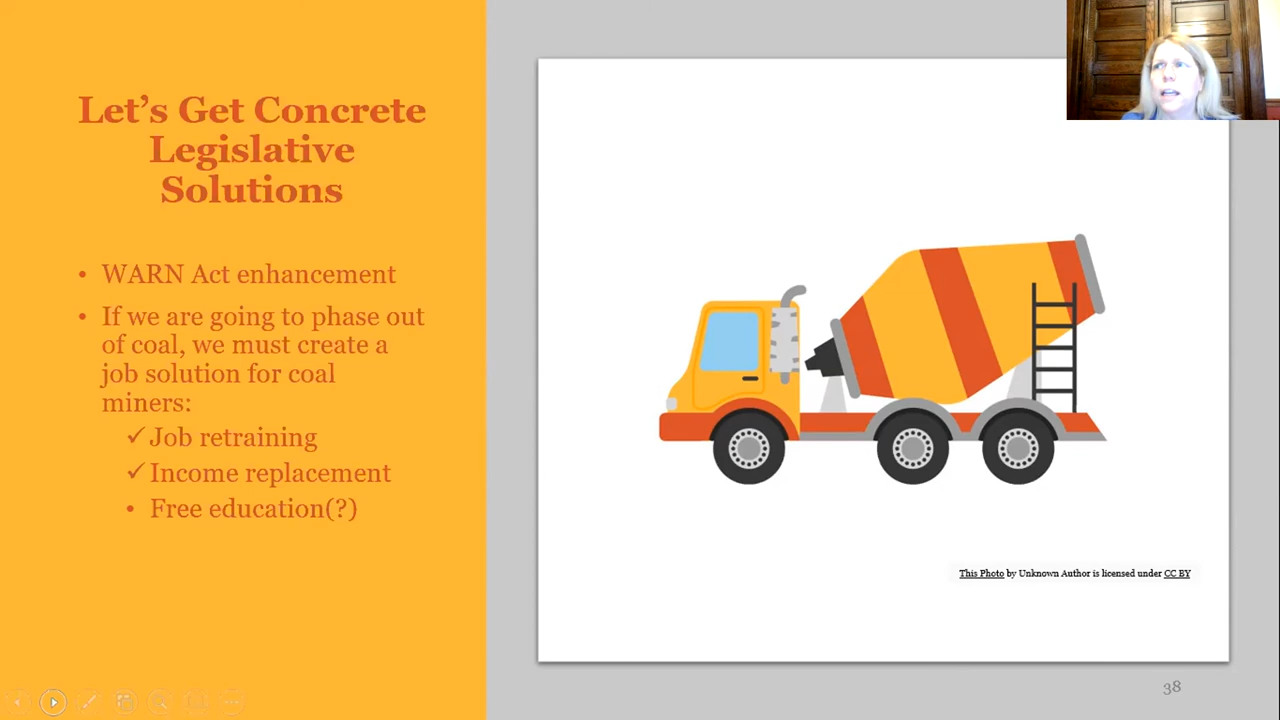 Let’s Get Concrete
Legislative
Solutions
• WARN Act enhancement
• If we are going to phase out
of coal, we must create a
job solution for coal
miners:
✓ Job retraining
✓ Income replacement
• Free education(?)
This Photo by Unknown Author is licensed under CC BY
38